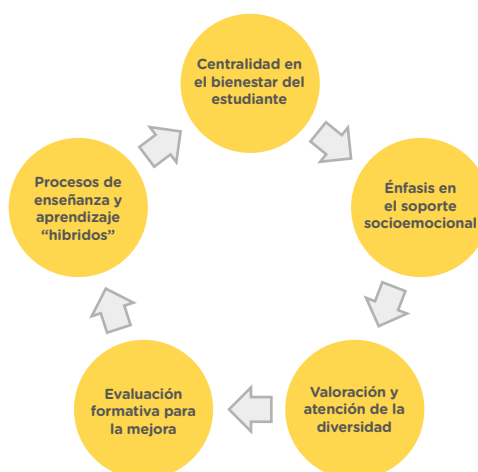 Centralidad en
el bienestar del
estudiante
Énfasis en
el soporte
socioemocional
Valoración y
atención de la
diversidad
Evaluación
formativa para
la mejora
Procesos de
enseñanza y
aprendizaje
“hibridos”